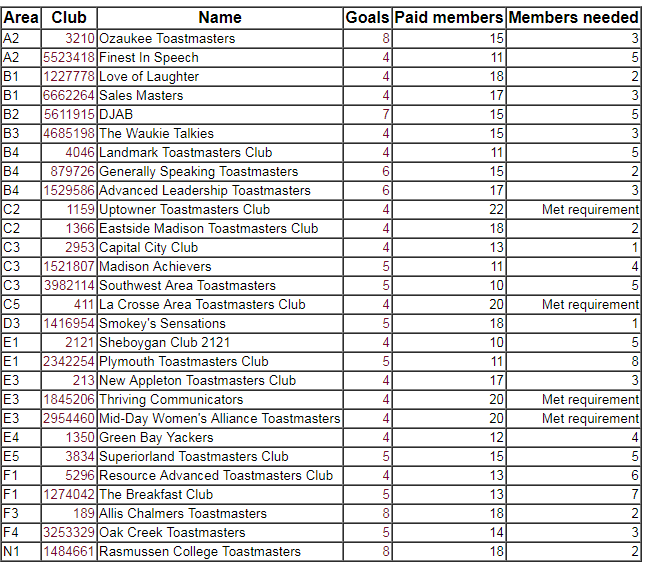 Area Club Name Goals Paid members Members needed
A2 3210 Ozaukee Toastmasters 8 15 3
A2 5523418 Finest In Speech 4 11 5
B1 1227778 Love of Laughter 4 18 2
B1 6662264 Sales Masters 4 17 3
B2 5611915 DJAB 7 15 5
B3 4685198 The Waukie Talkies 4 15 3
B4 4046 Landmark Toastmasters Club 4 11 5
B4 879726 Generally Speaking Toastmasters 6 15 2
B4 1529586 Advanced Leadership Toastmasters 6 17 3
C2 1159 Uptowner Toastmasters Club 4 22 Met requirement
C2 1366 Eastside Madison Toastmasters Club 4 18 2
C3 2953 Capital City Club 4 13 1
C3 1521807 Madison Achievers 5 11 4
C3 3982114 Southwest Area Toastmasters 5 10 5
C5 411 La Crosse Area Toastmasters Club 4 20 Met requirement
D3 1416954 Smokey's Sensations 5 18 1
E1 2121 Sheboygan Club 2121 4 10 5
E1 2342254 Plymouth Toastmasters Club 5 11 8
E3 213 New Appleton Toastmasters Club 4 17 3
E3 1845206 Thriving Communicators 4 20 Met requirement
E3 2954460 Mid-Day Women's Alliance Toastmasters 4 20 Met requirement
E4 1350 Green Bay Yackers 4 12 4
E5 3834 Superiorland Toastmasters Club 5 15 5
F1 5296 Resource Advanced Toastmasters Club 4 13 6
F1 1274042 The Breakfast Club 5 13 7
F3 189 Allis Chalmers Toastmasters 8 18 2
F4 3253329 Oak Creek Toastmasters 5 14 3
N1 1484661 Rasmussen College Toastmasters 8 18 2